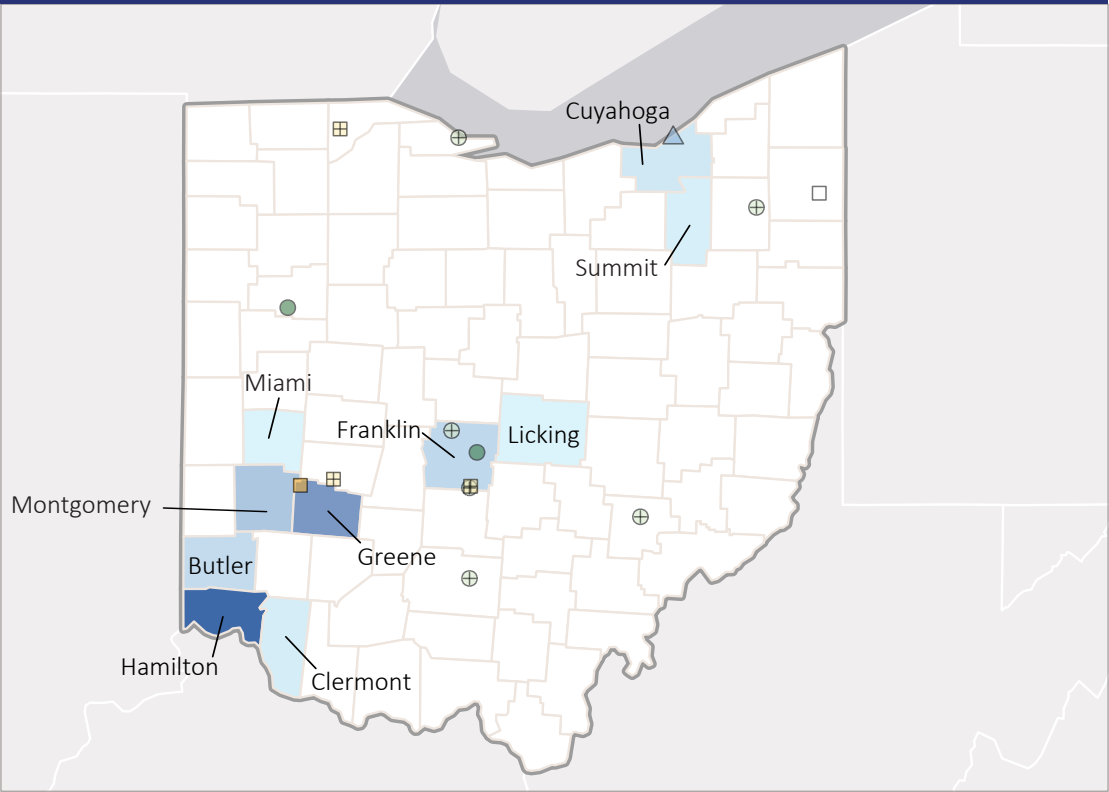 Cuyahoga
Summit
Miami
Franklin
Licking
Montgomery
Greene
Butler
Hamilton
Clermont